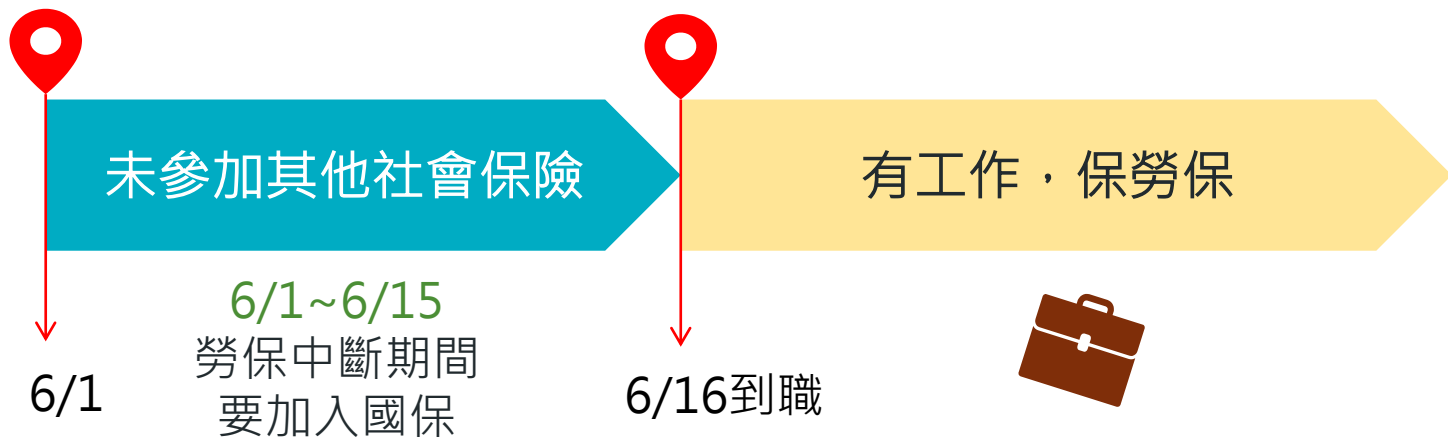 未參加其他社會保險
有工作，保勞保
6/1
6/1~6/15
勞保中斷期間
要加入國保
6/16到職